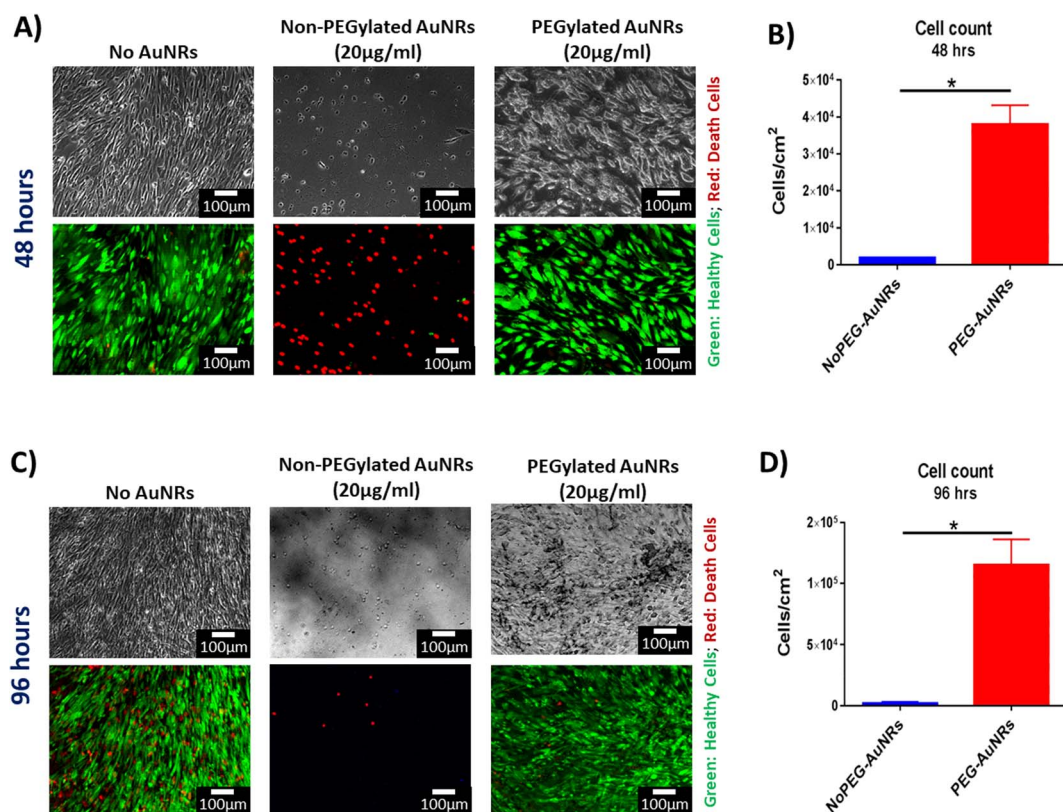 A)
No AuNRs
Non-PEGylated AuNRs
(20µg/ml)
PEGylated AuNRs
(20µg/ml)
48 hours
100µm
100µm
100µm
100µm
100µm
100µm
Green: Healthy Cells; Red: Death Cells
B)
Cell count
48 hrs
Cells/cm²
5×10⁴
4×10⁴
3×10⁴
2×10⁴
1×10⁴
0
*
NoPEG-AuNRs
PEG-AuNRs
C)
No AuNRs
Non-PEGylated AuNRs
(20µg/ml)
PEGylated AuNRs
(20µg/ml)
96 hours
100µm
100µm
100µm
100µm
100µm
100µm
Green: Healthy Cells; Red: Death Cells
D)
Cell count
96 hrs
Cells/cm²
2×10⁵
1×10⁵
5×10⁴
0
*
NoPEG-AuNRs
PEG-AuNRs